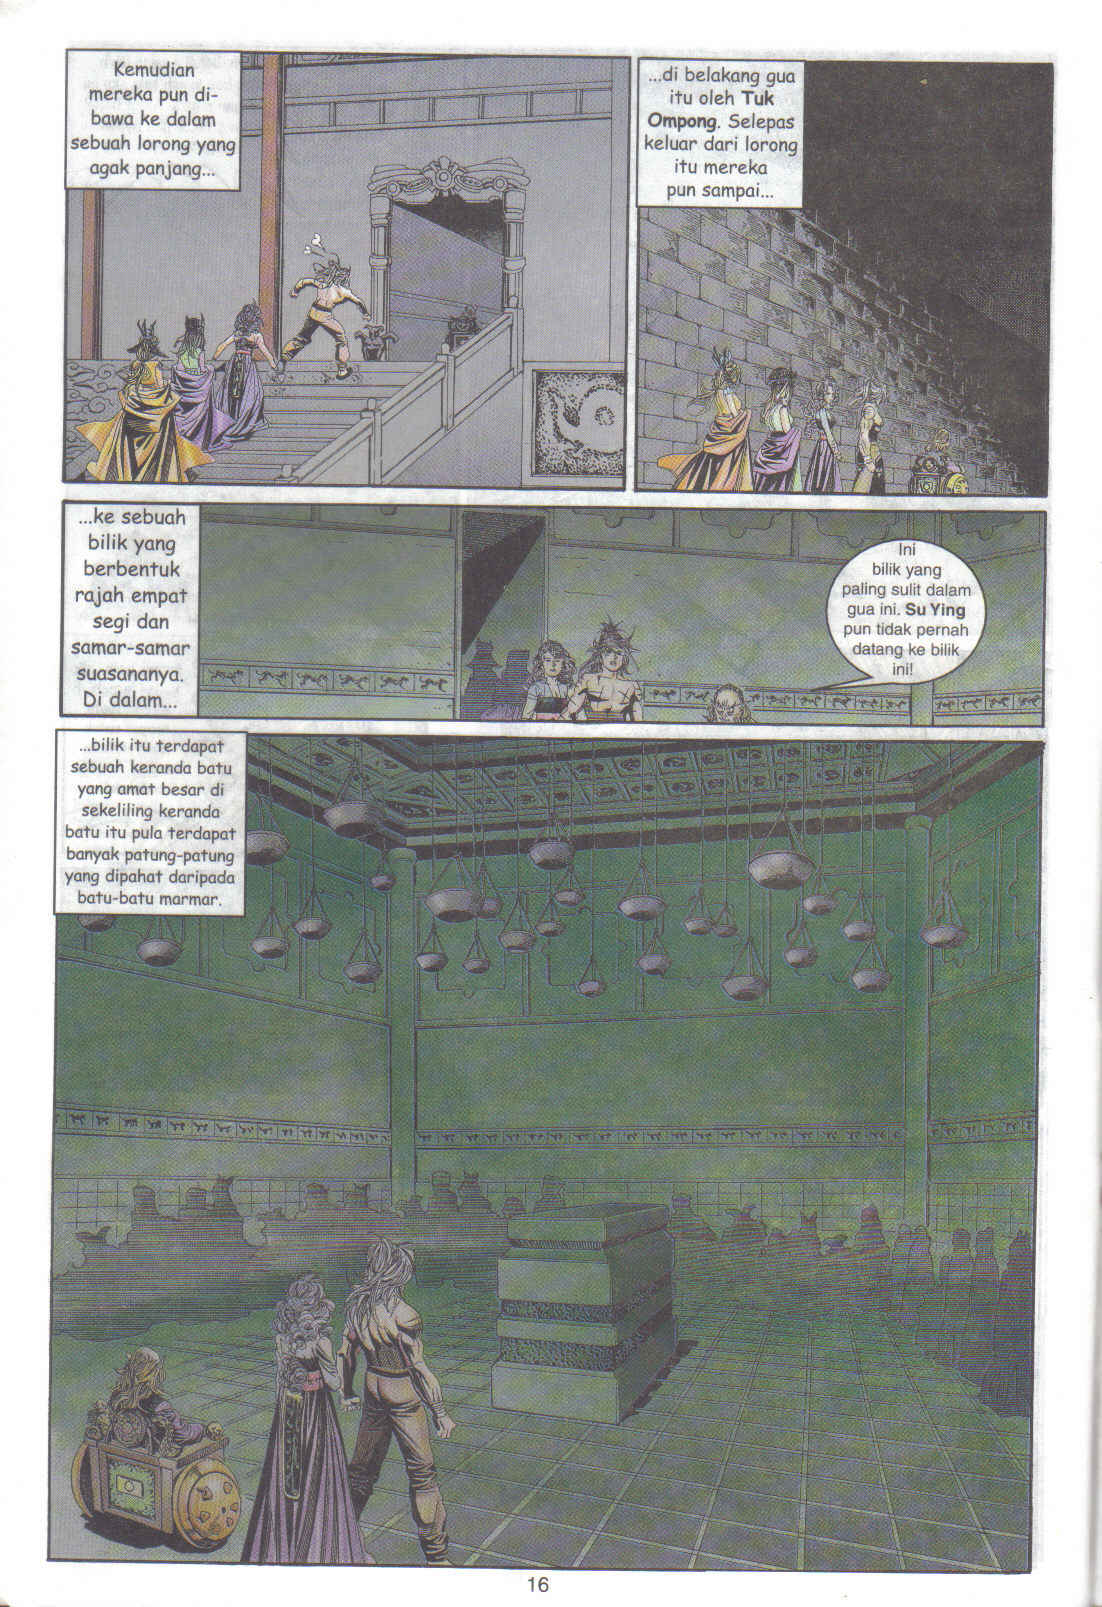 Kemudian
mereka pun di-
bawa ke dalam
sebuah lorong yang
agak panjang...
...di belakang gua
itu oleh Tuk
Ompong. Selepas
keluar dari lorong
itu mereka
pun sampai...
...ke sebuah
bilik yang
berbentuk
rajah empat
segi dan
samar-samar
suasananya.
Di dalam...
Ini
bilik yang
paling sulit dalam
gua ini. Su Ying
pun tidak pernah
datang ke bilik
ini!
...bilik itu terdapat
sebuah keranda batu
yang amat besar di
sekeliling keranda
batu itu pula terdapat
banyak patung-patung
yang dipahat daripada
batu-batu marmar.
16